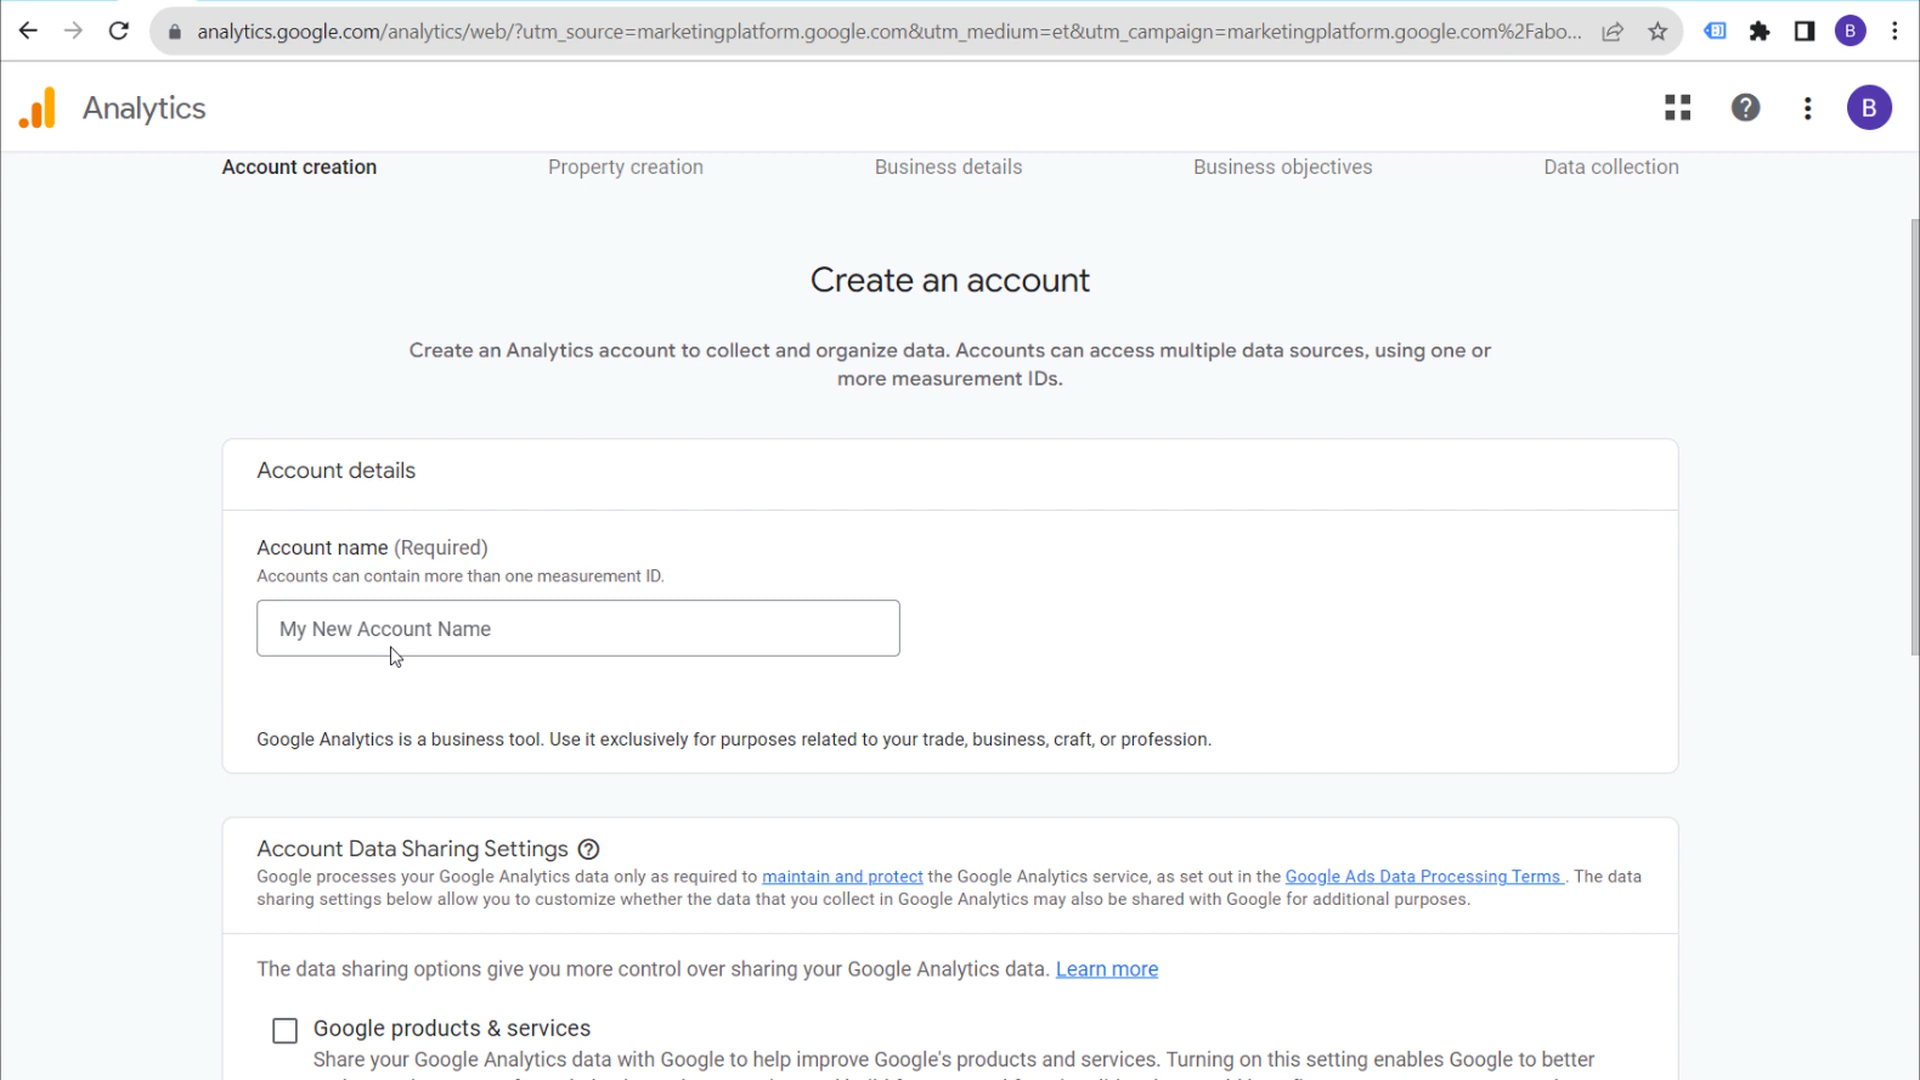 analytics.google.com/analytics/web/?utm_source=marketingplatform.google.com&utm_medium=et&utm_campaign=marketingplatform.google.com%2Fabo...
B
Analytics
B
Account creation
Property creation
Business details
Business objectives
Data collection
Create an account
Create an Analytics account to collect and organize data. Accounts can access multiple data sources, using one or
more measurement IDs.
Account details
Account name (Required)
Accounts can contain more than one measurement ID.
My New Account Name
Google Analytics is a business tool. Use it exclusively for purposes related to your trade, business, craft, or profession.
Account Data Sharing Settings
Google processes your Google Analytics data only as required to maintain and protect the Google Analytics service, as set out in the Google Ads Data Processing Terms . The data
sharing settings below allow you to customize whether the data that you collect in Google Analytics may also be shared with Google for additional purposes.
The data sharing options give you more control over sharing your Google Analytics data. Learn more
Google products & services
Share your Google Analytics data with Google to help improve Google's products and services. Turning on this setting enables Google to better